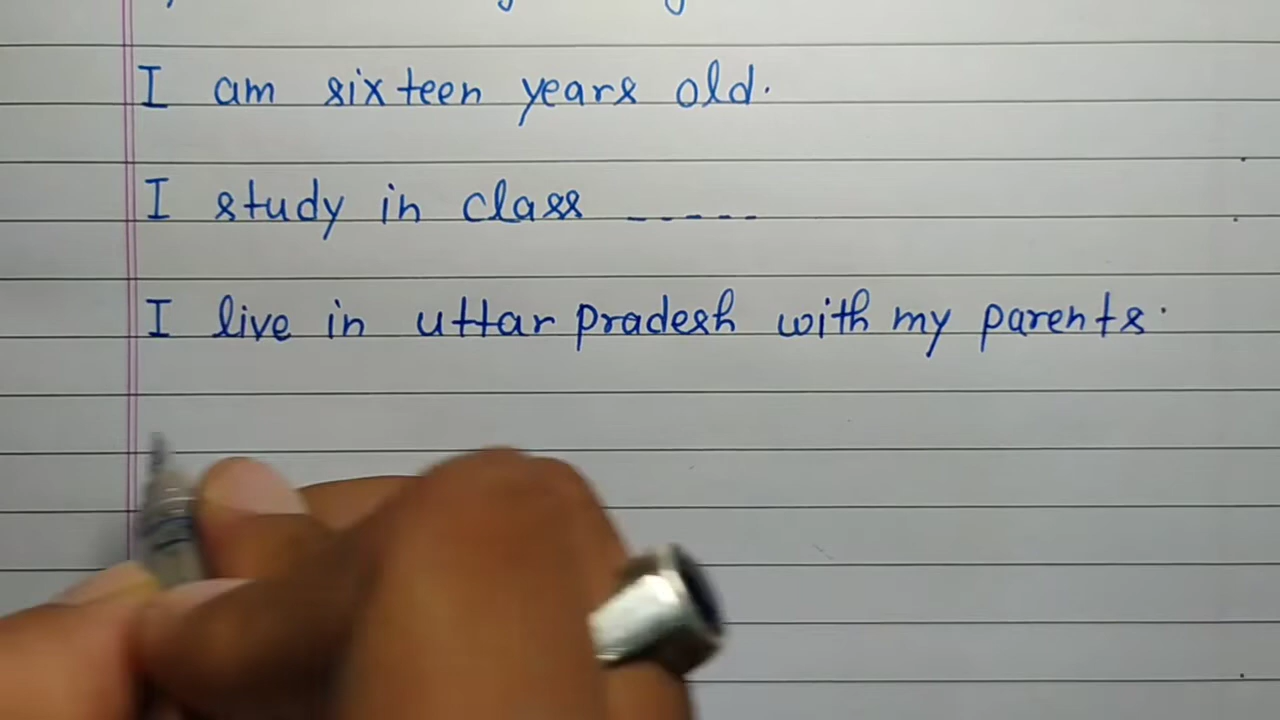 I am sixteen years old.
I study in class -----
I live in uttar pradesh with my parents.